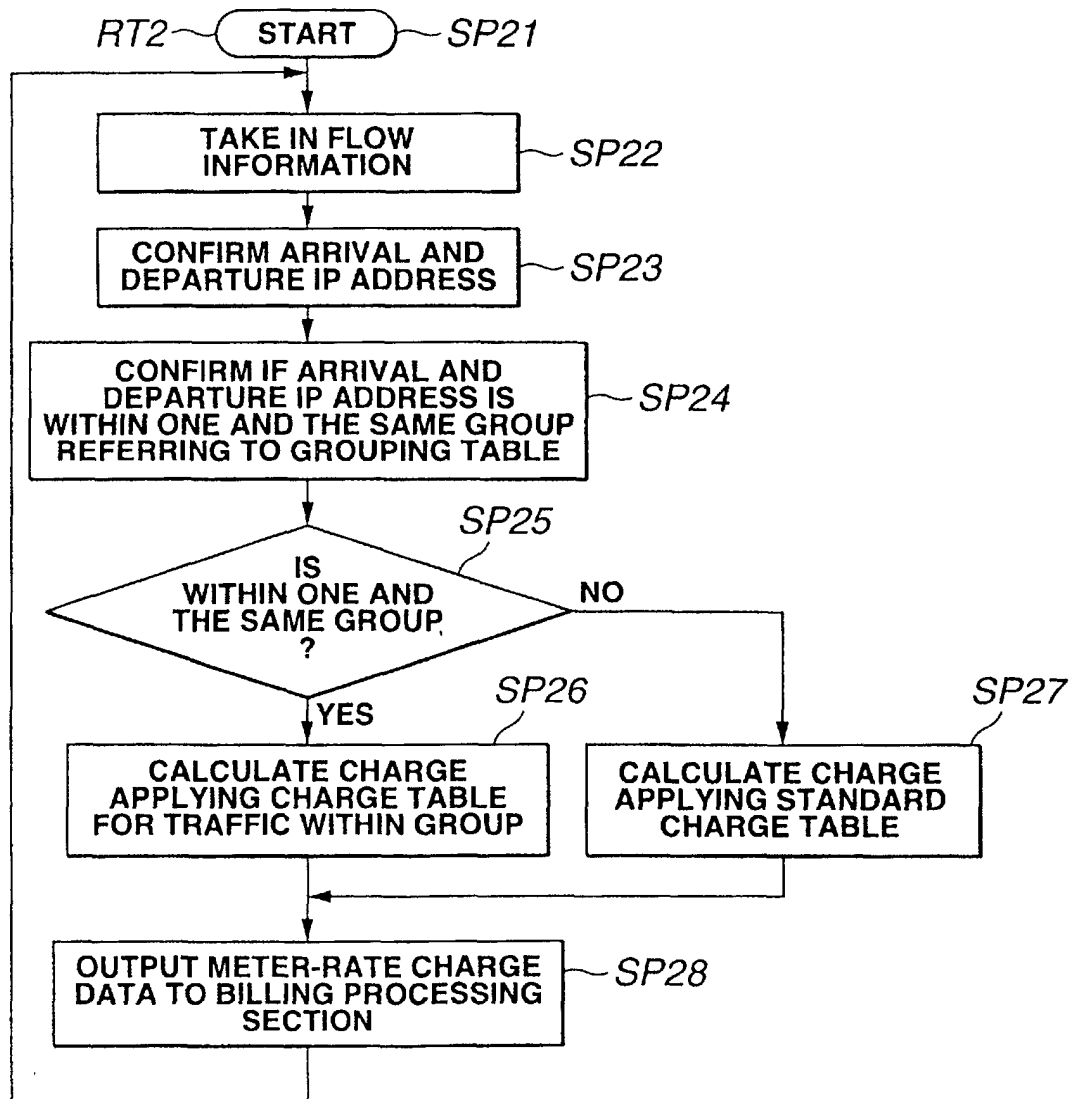 RT2 START SP21
TAKE IN FLOW
INFORMATION
SP22
CONFIRM ARRIVAL AND
DEPARTURE IP ADDRESS
SP23
CONFIRM IF ARRIVAL AND
DEPARTURE IP ADDRESS IS
WITHIN ONE AND THE SAME GROUP
REFERRING TO GROUPING TABLE
SP24
SP25
IS
WITHIN ONE AND
THE SAME GROUP
?
NO
YES
SP26
CALCULATE CHARGE
APPLYING CHARGE TABLE
FOR TRAFFIC WITHIN GROUP
SP27
CALCULATE CHARGE
APPLYING STANDARD
CHARGE TABLE
OUTPUT METER-RATE CHARGE
DATA TO BILLING PROCESSING
SECTION
SP28